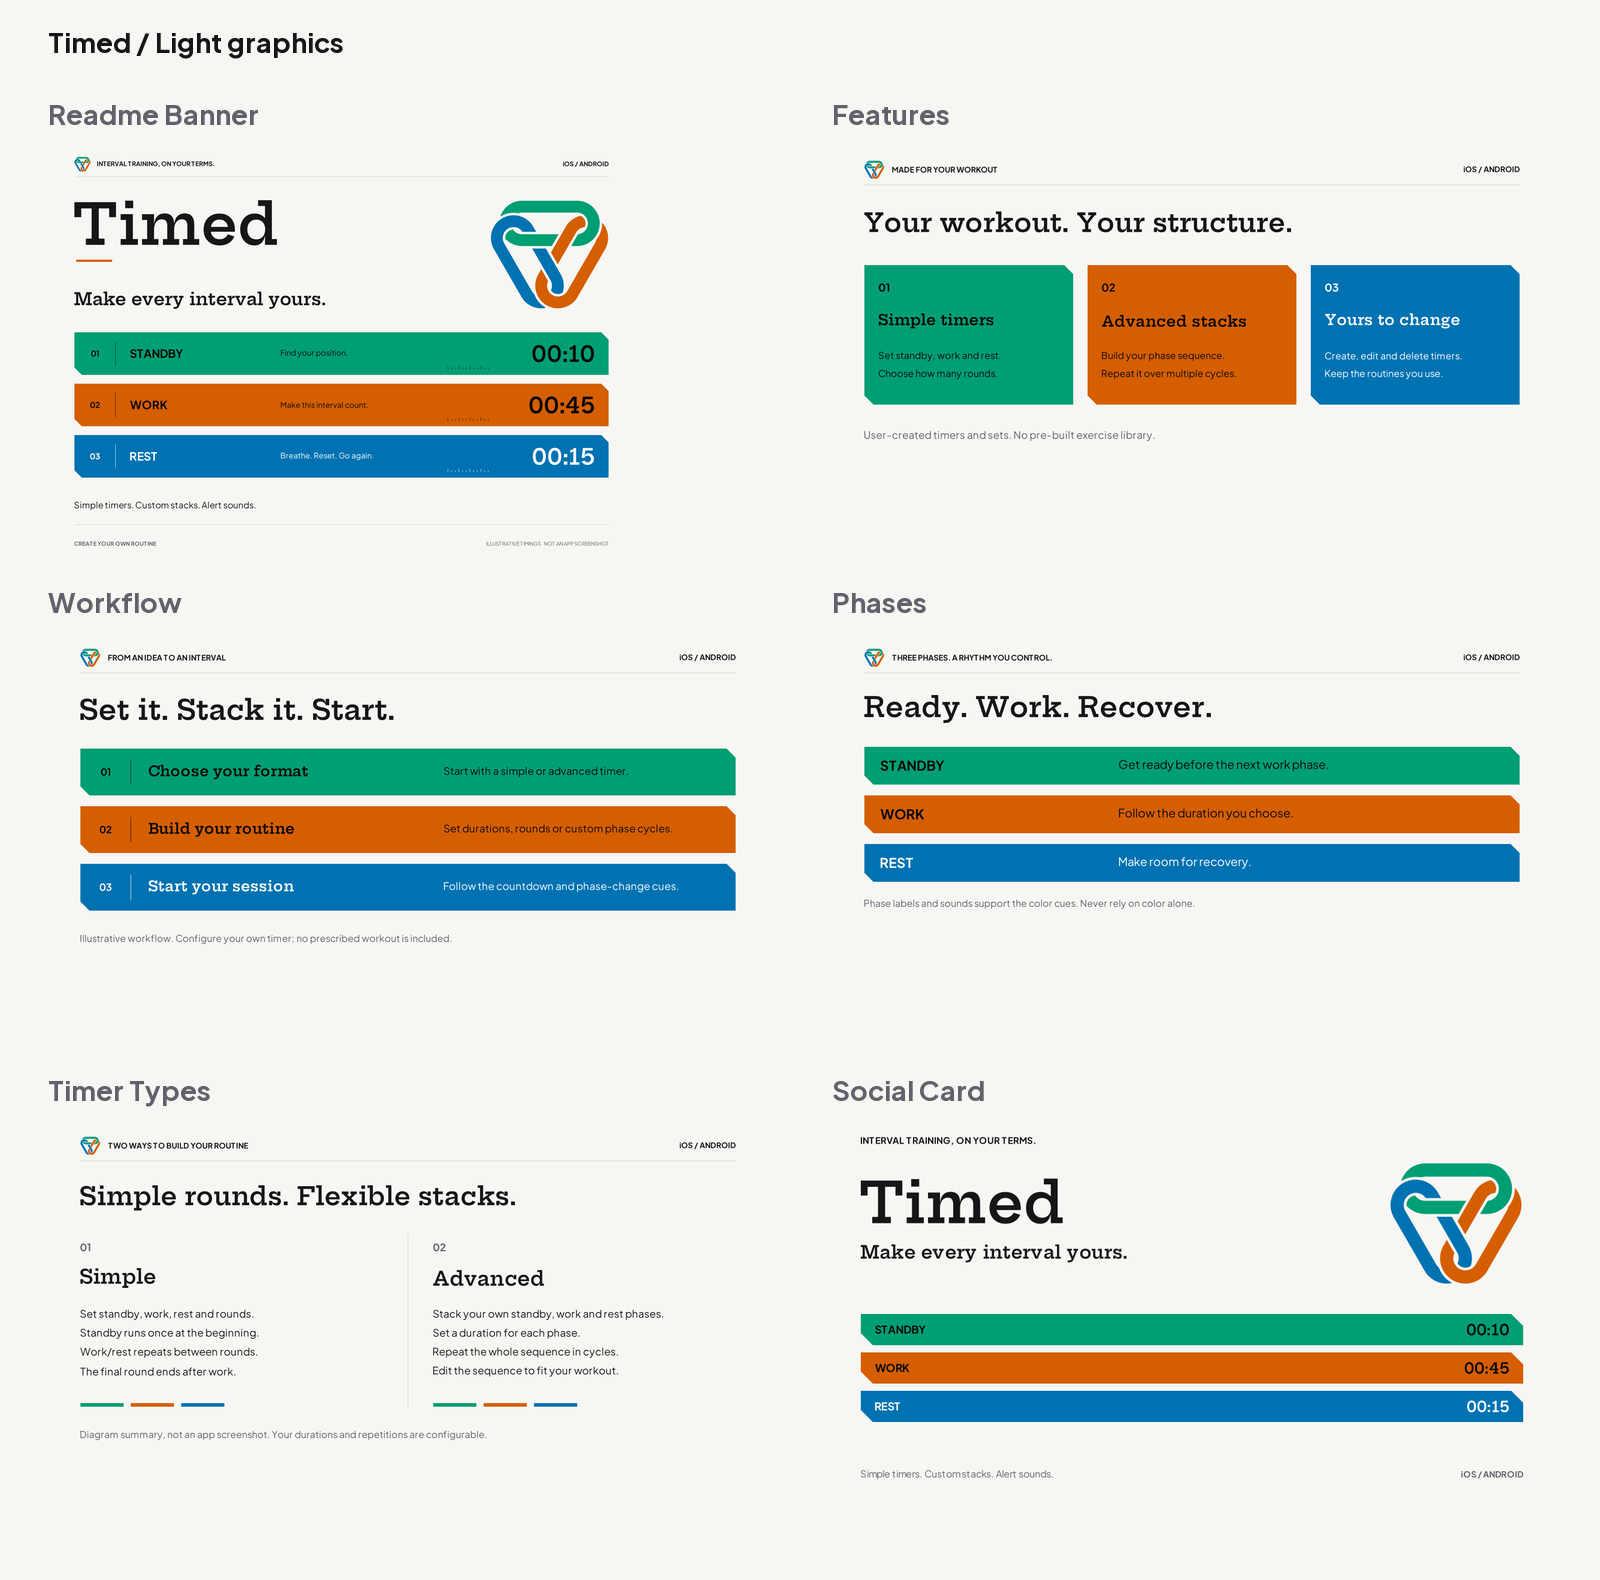 Timed / Light graphics
Readme Banner
INTERVAL TRAINING, ON YOUR TERMS.
iOS / ANDROID
Timed
Make every interval yours.
01 STANDBY Find your position. 00:10
02 WORK Make this interval count. 00:45
03 REST Breathe. Reset. Go again. 00:15
Simple timers. Custom stacks. Alert sounds.
CREATE YOUR OWN ROUTINE
ILLUSTRATIVE TIMINGS · NOT AN APP SCREENSHOT
Features
MADE FOR YOUR WORKOUT
iOS / ANDROID
Your workout. Your structure.
01
Simple timers
Set standby, work and rest.
Choose how many rounds.
02
Advanced stacks
Build your phase sequence.
Repeat it over multiple cycles.
03
Yours to change
Create, edit and delete timers.
Keep the routines you use.
User-created timers and sets. No pre-built exercise library.
Workflow
FROM AN IDEA TO AN INTERVAL
iOS / ANDROID
Set it. Stack it. Start.
01 Choose your format Start with a simple or advanced timer.
02 Build your routine Set durations, rounds or custom phase cycles.
03 Start your session Follow the countdown and phase-change cues.
Illustrative workflow. Configure your own timer; no prescribed workout is included.
Phases
THREE PHASES. A RHYTHM YOU CONTROL.
iOS / ANDROID
Ready. Work. Recover.
STANDBY Get ready before the next work phase.
WORK Follow the duration you choose.
REST Make room for recovery.
Phase labels and sounds support the color cues. Never rely on color alone.
Timer Types
TWO WAYS TO BUILD YOUR ROUTINE
iOS / ANDROID
Simple rounds. Flexible stacks.
01
Simple
Set standby, work, rest and rounds.
Standby runs once at the beginning.
Work/rest repeats between rounds.
The final round ends after work.
02
Advanced
Stack your own standby, work and rest phases.
Set a duration for each phase.
Repeat the whole sequence in cycles.
Edit the sequence to fit your workout.
Diagram summary, not an app screenshot. Your durations and repetitions are configurable.
Social Card
INTERVAL TRAINING, ON YOUR TERMS.
Timed
Make every interval yours.
STANDBY 00:10
WORK 00:45
REST 00:15
Simple timers. Custom stacks. Alert sounds.
iOS / ANDROID